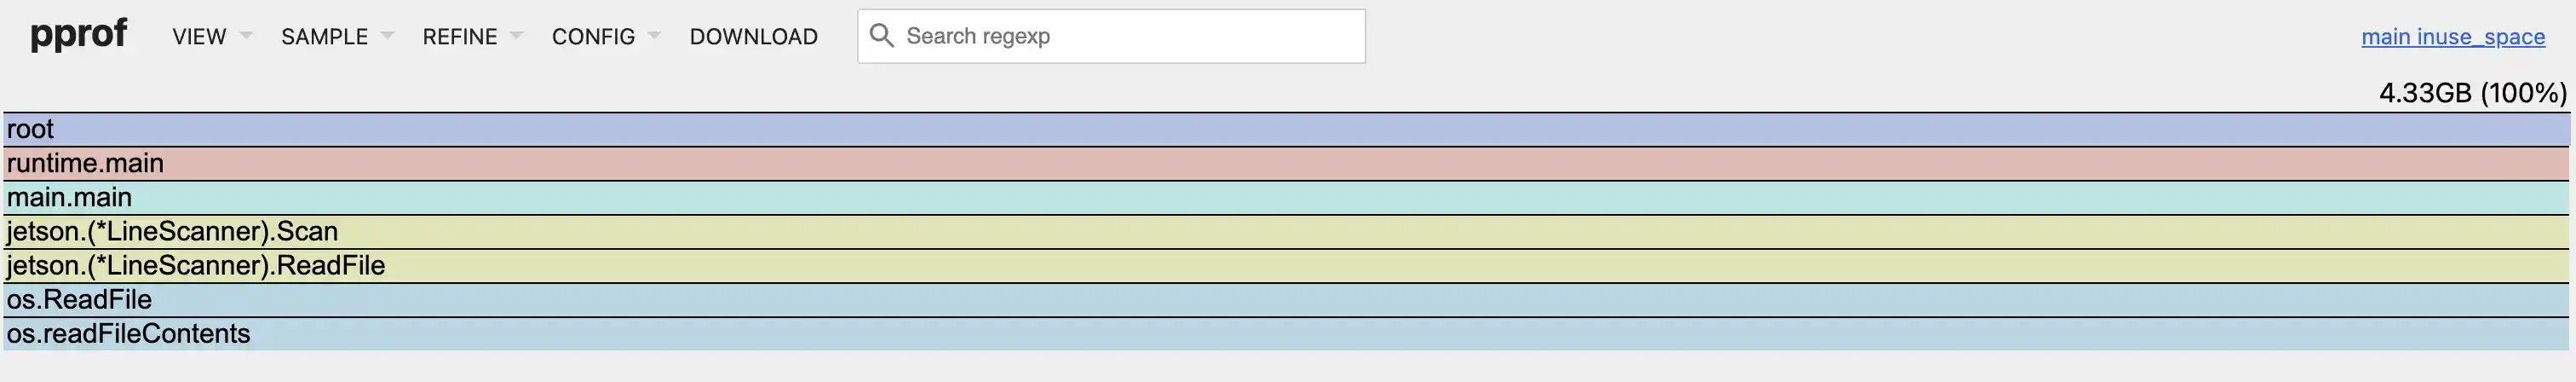 pprof VIEW SAMPLE REFINE CONFIG DOWNLOAD Search regexp main inuse_space
4.33GB (100%)
root
runtime.main
main.main
jetson.(*LineScanner).Scan
jetson.(*LineScanner).ReadFile
os.ReadFile
os.readFileContents